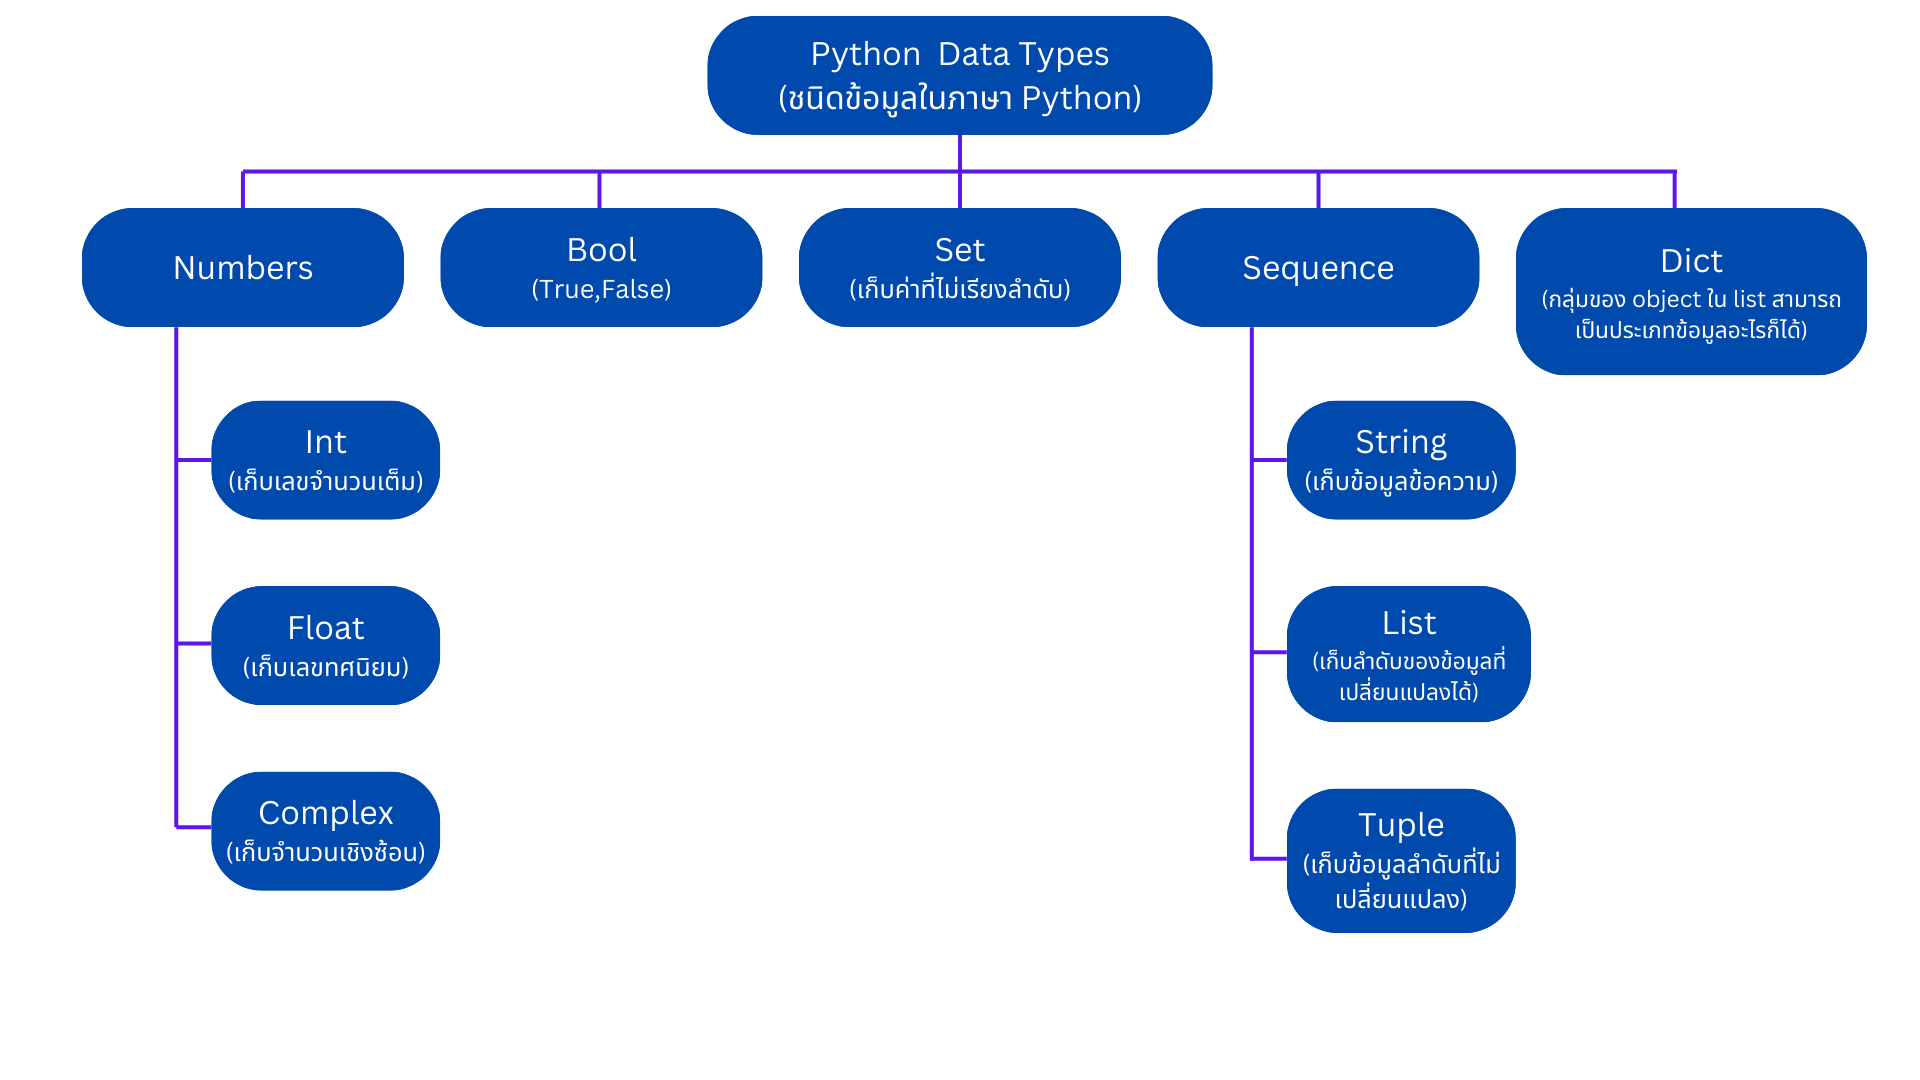 Python  Data Types
(ชนิดข้อมูลในภาษา Python)
Numbers
Bool
(True,False)
Set
(เก็บค่าที่ไม่เรียงลำดับ)
Sequence
Dict
(กลุ่มของ object ใน list สามารถ
เป็นประเภทข้อมูลอะไรก็ได้)
Int
(เก็บเลขจำนวนเต็ม)
Float
(เก็บเลขทศนิยม)
Complex
(เก็บจำนวนเชิงซ้อน)
String
(เก็บข้อมูลข้อความ)
List
(เก็บลำดับของข้อมูลที่
เปลี่ยนแปลงได้)
Tuple
(เก็บข้อมูลลำดับที่ไม่
เปลี่ยนแปลง)